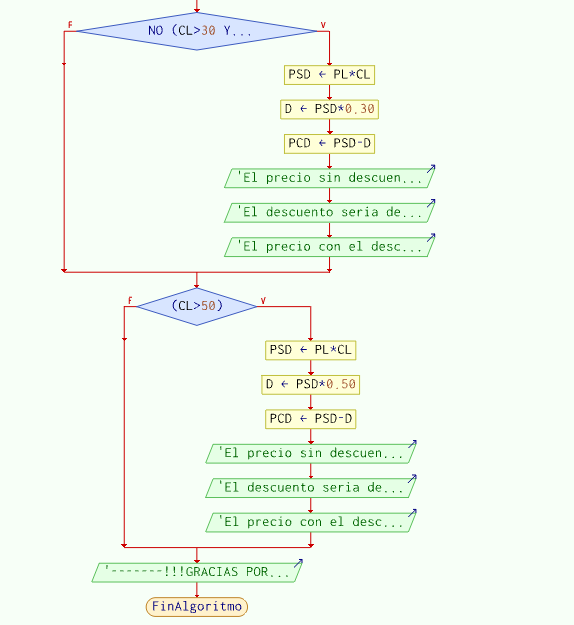 F
V
NO (CL>30 Y...
PSD ← PL*CL
D ← PSD*0.30
PCD ← PSD-D
'El precio sin descuen...
'El descuento seria de...
'El precio con el desc...
F
V
(CL>50)
PSD ← PL*CL
D ← PSD*0.50
PCD ← PSD-D
'El precio sin descuen...
'El descuento seria de...
'El precio con el desc...
'-------!!!GRACIAS POR...
FinAlgoritmo